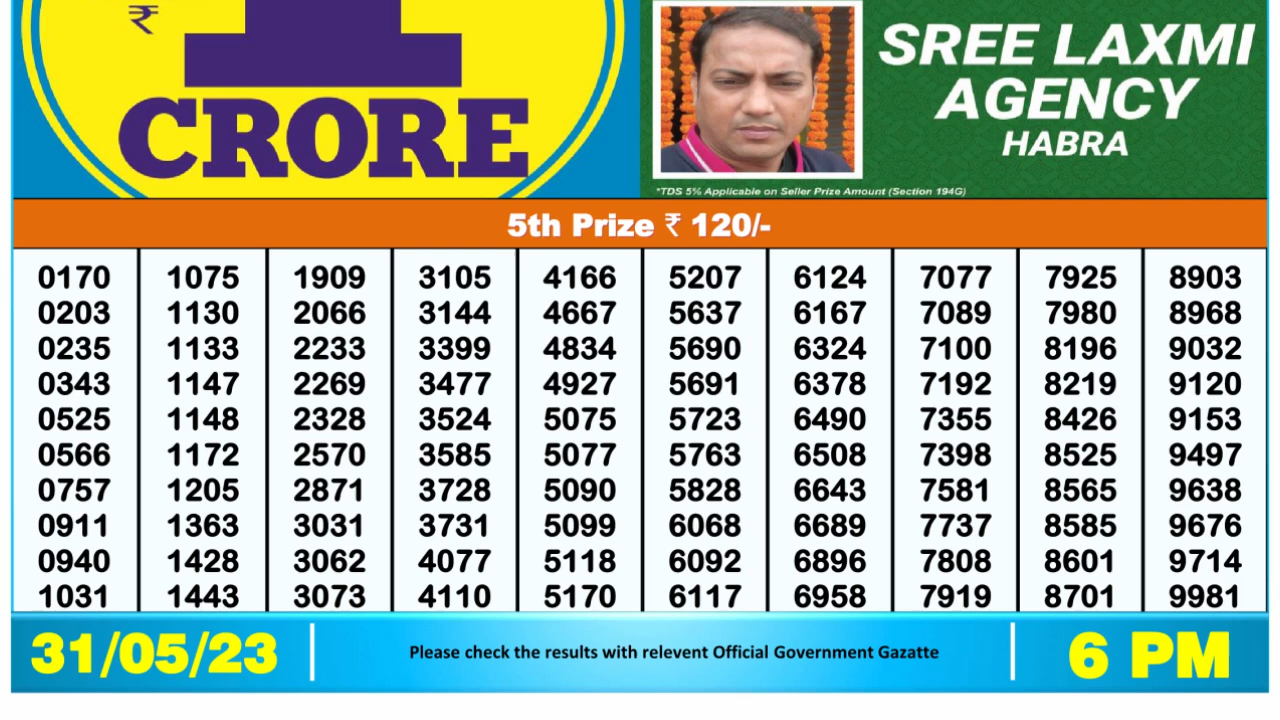 ₹
1
CRORE
SREE LAXMI
AGENCY
HABRA
*TDS 5% Applicable on Seller Prize Amount (Section 194G)
5th Prize ₹ 120/-
0170 1075 1909 3105 4166 5207 6124 7077 7925 8903
0203 1130 2066 3144 4667 5637 6167 7089 7980 8968
0235 1133 2233 3399 4834 5690 6324 7100 8196 9032
0343 1147 2269 3477 4927 5691 6378 7192 8219 9120
0525 1148 2328 3524 5075 5723 6490 7355 8426 9153
0566 1172 2570 3585 5077 5763 6508 7398 8525 9497
0757 1205 2871 3728 5090 5828 6643 7581 8565 9638
0911 1363 3031 3731 5099 6068 6689 7737 8585 9676
0940 1428 3062 4077 5118 6092 6896 7808 8601 9714
1031 1443 3073 4110 5170 6117 6958 7919 8701 9981
31/05/23 Please check the results with relevent Official Government Gazatte 6 PM